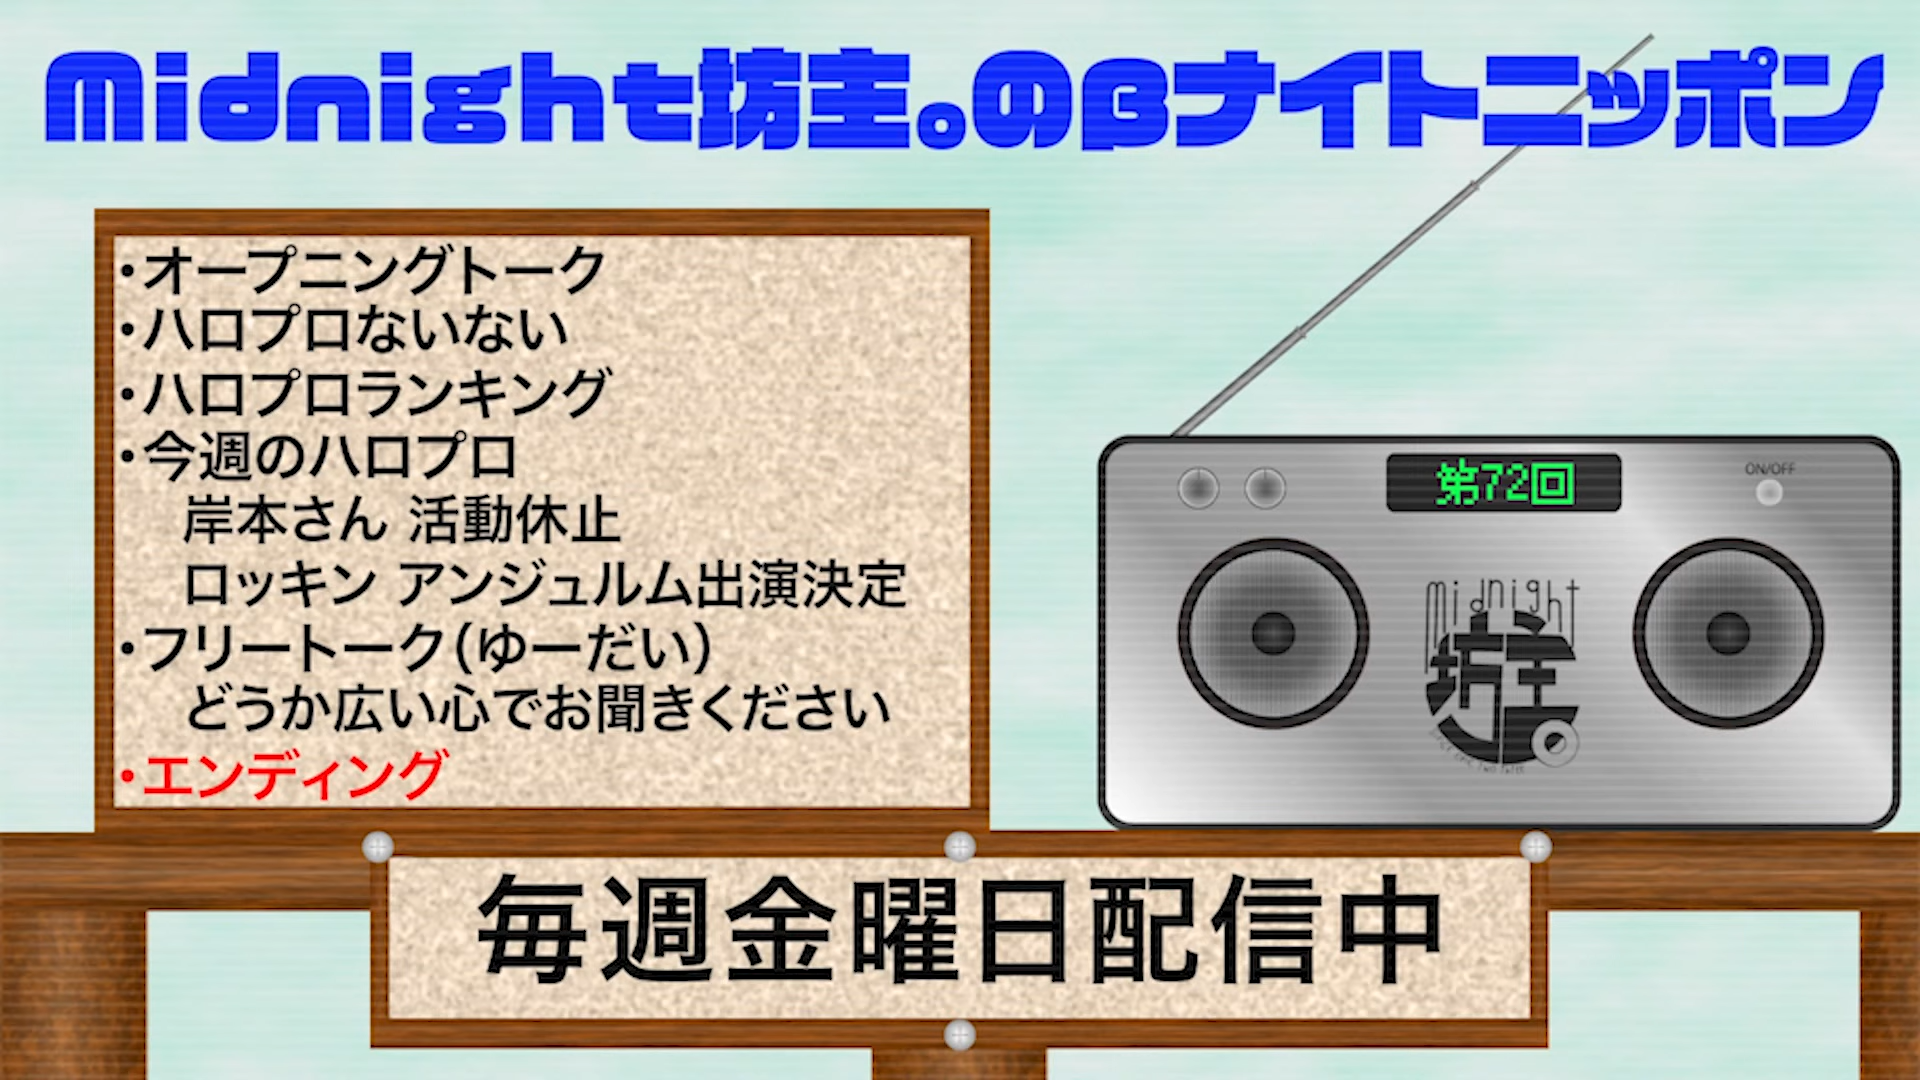 Midnight坊主。のβナイトニッポン
・オープニングトーク
・ハロプロないない
・ハロプロランキング
・今週のハロプロ
岸本さん 活動休止
ロッキン アンジュルム出演決定
・フリートーク(ゆーだい)
どうか広い心でお聞きください
・エンディング
第72回
ON/OFF
midnight
坊主。
毎週金曜日配信中